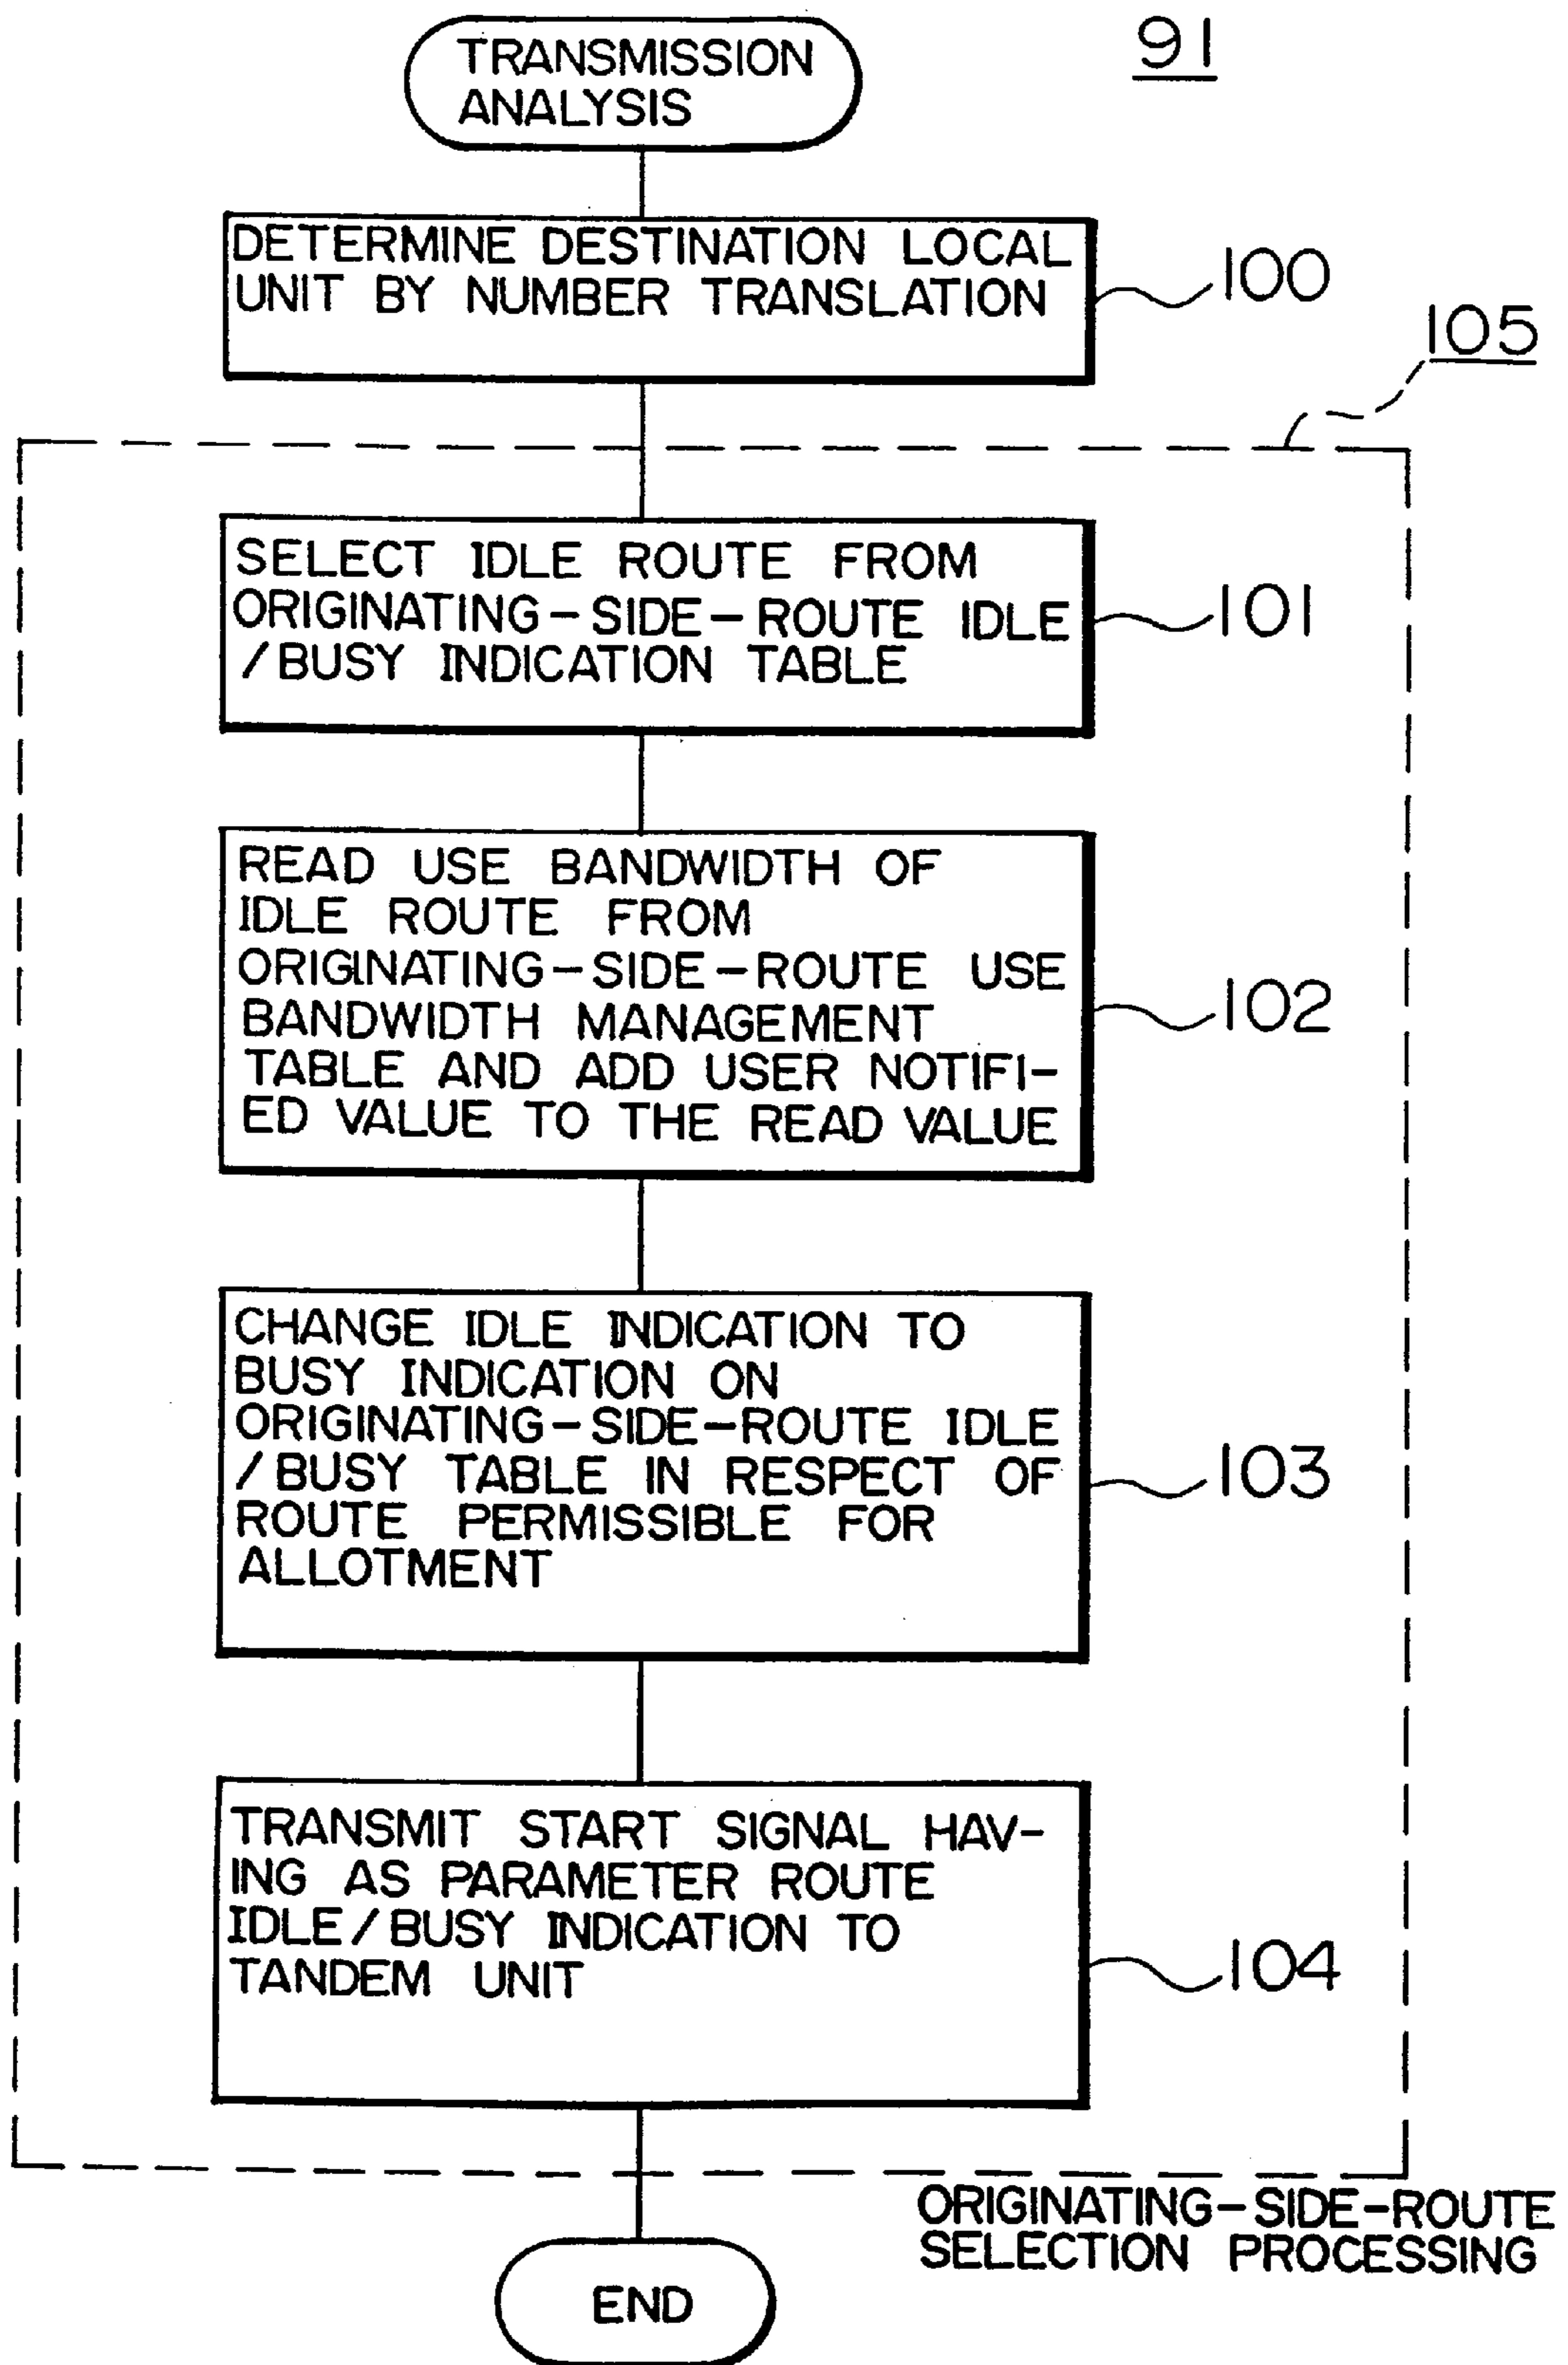 TRANSMISSION
ANALYSIS
91
DETERMINE DESTINATION LOCAL
UNIT BY NUMBER TRANSLATION
100
105
SELECT IDLE ROUTE FROM
ORIGINATING-SIDE-ROUTE IDLE
/BUSY INDICATION TABLE
101
READ USE BANDWIDTH OF
IDLE ROUTE FROM
ORIGINATING-SIDE-ROUTE USE
BANDWIDTH MANAGEMENT
TABLE AND ADD USER NOTIFI-
ED VALUE TO THE READ VALUE
102
CHANGE IDLE INDICATION TO
BUSY INDICATION ON
ORIGINATING-SIDE-ROUTE IDLE
/BUSY TABLE IN RESPECT OF
ROUTE PERMISSIBLE FOR
ALLOTMENT
103
TRANSMIT START SIGNAL HAV-
ING AS PARAMETER ROUTE
IDLE/BUSY INDICATION TO
TANDEM UNIT
104
ORIGINATING-SIDE-ROUTE
SELECTION PROCESSING
END